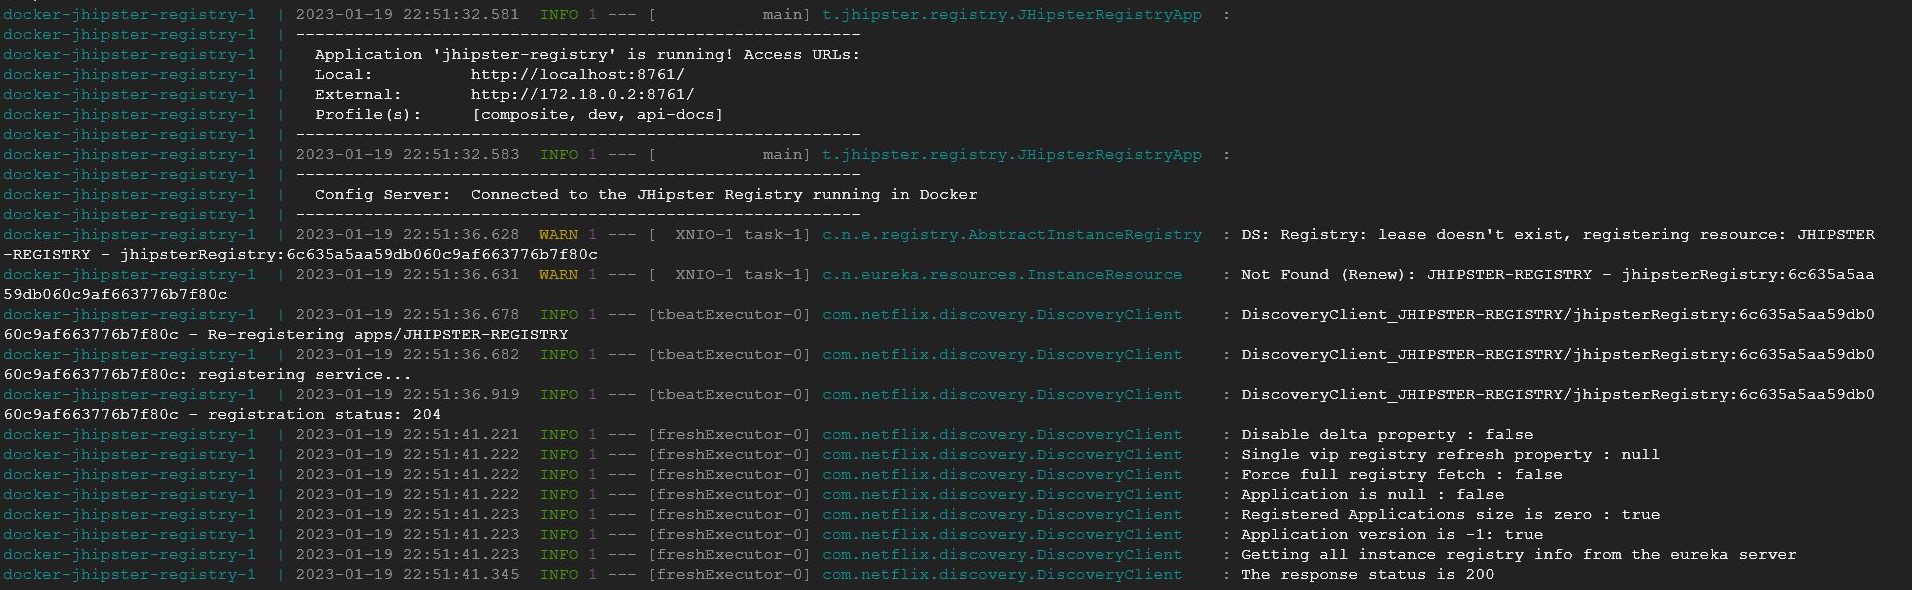 docker-jhipster-registry-1  | 2023-01-19 22:51:32.581  INFO 1 --- [           main] t.jhipster.registry.JHipsterRegistryApp  :
docker-jhipster-registry-1  | ----------------------------------------------------------
docker-jhipster-registry-1  |   Application 'jhipster-registry' is running! Access URLs:
docker-jhipster-registry-1  |   Local:          http://localhost:8761/
docker-jhipster-registry-1  |   External:       http://172.18.0.2:8761/
docker-jhipster-registry-1  |   Profile(s):     [composite, dev, api-docs]
docker-jhipster-registry-1  | ----------------------------------------------------------
docker-jhipster-registry-1  | 2023-01-19 22:51:32.583  INFO 1 --- [           main] t.jhipster.registry.JHipsterRegistryApp  :
docker-jhipster-registry-1  | ----------------------------------------------------------
docker-jhipster-registry-1  |   Config Server:  Connected to the JHipster Registry running in Docker
docker-jhipster-registry-1  | ----------------------------------------------------------
docker-jhipster-registry-1  | 2023-01-19 22:51:36.628  WARN 1 --- [  XNIO-1 task-1] c.n.e.registry.AbstractInstanceRegistry  : DS: Registry: lease doesn't exist, registering resource: JHIPSTER
-REGISTRY - jhipsterRegistry:6c635a5aa59db060c9af663776b7f80c
docker-jhipster-registry-1  | 2023-01-19 22:51:36.631  WARN 1 --- [  XNIO-1 task-1] c.n.eureka.resources.InstanceResource    : Not Found (Renew): JHIPSTER-REGISTRY - jhipsterRegistry:6c635a5aa
59db060c9af663776b7f80c
docker-jhipster-registry-1  | 2023-01-19 22:51:36.678  INFO 1 --- [tbeatExecutor-0] com.netflix.discovery.DiscoveryClient    : DiscoveryClient_JHIPSTER-REGISTRY/jhipsterRegistry:6c635a5aa59db0
60c9af663776b7f80c - Re-registering apps/JHIPSTER-REGISTRY
docker-jhipster-registry-1  | 2023-01-19 22:51:36.682  INFO 1 --- [tbeatExecutor-0] com.netflix.discovery.DiscoveryClient    : DiscoveryClient_JHIPSTER-REGISTRY/jhipsterRegistry:6c635a5aa59db0
60c9af663776b7f80c: registering service...
docker-jhipster-registry-1  | 2023-01-19 22:51:36.919  INFO 1 --- [tbeatExecutor-0] com.netflix.discovery.DiscoveryClient    : DiscoveryClient_JHIPSTER-REGISTRY/jhipsterRegistry:6c635a5aa59db0
60c9af663776b7f80c - registration status: 204
docker-jhipster-registry-1  | 2023-01-19 22:51:41.221  INFO 1 --- [freshExecutor-0] com.netflix.discovery.DiscoveryClient    : Disable delta property : false
docker-jhipster-registry-1  | 2023-01-19 22:51:41.222  INFO 1 --- [freshExecutor-0] com.netflix.discovery.DiscoveryClient    : Single vip registry refresh property : null
docker-jhipster-registry-1  | 2023-01-19 22:51:41.222  INFO 1 --- [freshExecutor-0] com.netflix.discovery.DiscoveryClient    : Force full registry fetch : false
docker-jhipster-registry-1  | 2023-01-19 22:51:41.222  INFO 1 --- [freshExecutor-0] com.netflix.discovery.DiscoveryClient    : Application is null : false
docker-jhipster-registry-1  | 2023-01-19 22:51:41.223  INFO 1 --- [freshExecutor-0] com.netflix.discovery.DiscoveryClient    : Registered Applications size is zero : true
docker-jhipster-registry-1  | 2023-01-19 22:51:41.223  INFO 1 --- [freshExecutor-0] com.netflix.discovery.DiscoveryClient    : Application version is -1: true
docker-jhipster-registry-1  | 2023-01-19 22:51:41.223  INFO 1 --- [freshExecutor-0] com.netflix.discovery.DiscoveryClient    : Getting all instance registry info from the eureka server
docker-jhipster-registry-1  | 2023-01-19 22:51:41.345  INFO 1 --- [freshExecutor-0] com.netflix.discovery.DiscoveryClient    : The response status is 200